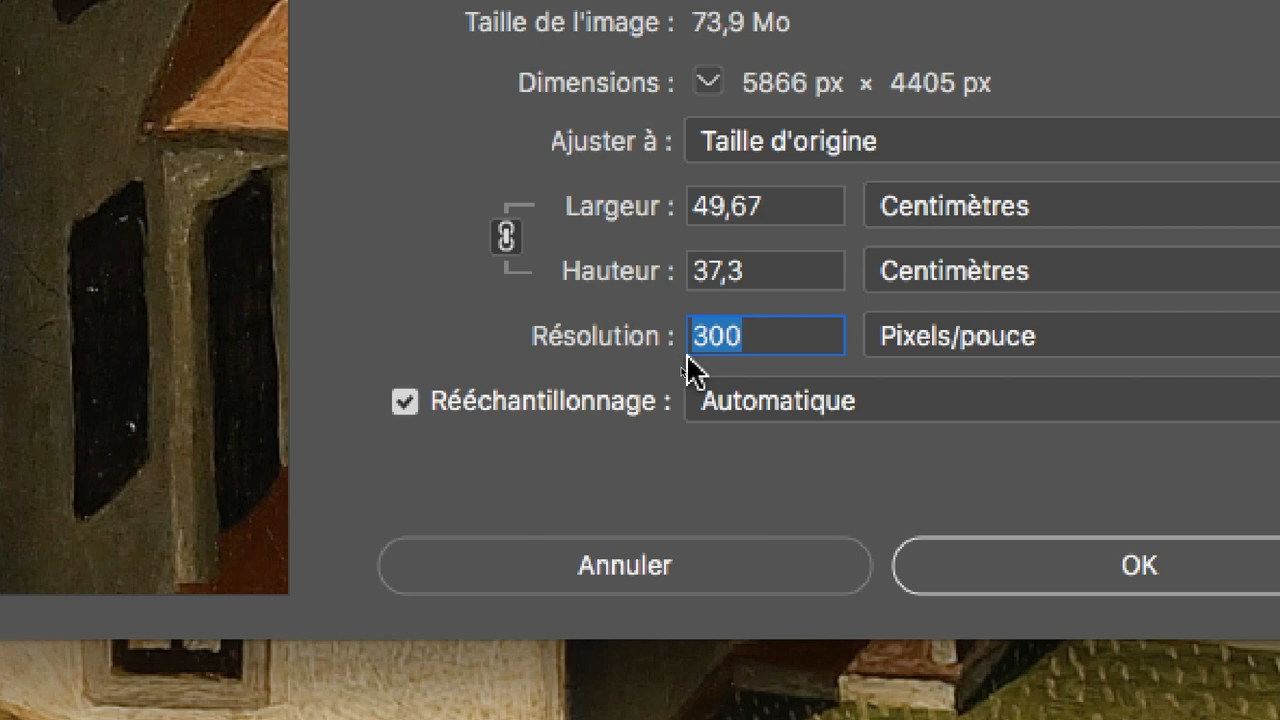 Taille de l'image : 73,9 Mo
Dimensions : 5866 px × 4405 px
Ajuster à : Taille d'origine
Largeur : 49,67 Centimètres
Hauteur : 37,3 Centimètres
Résolution : 300 Pixels/pouce
Rééchantillonnage : Automatique
Annuler OK